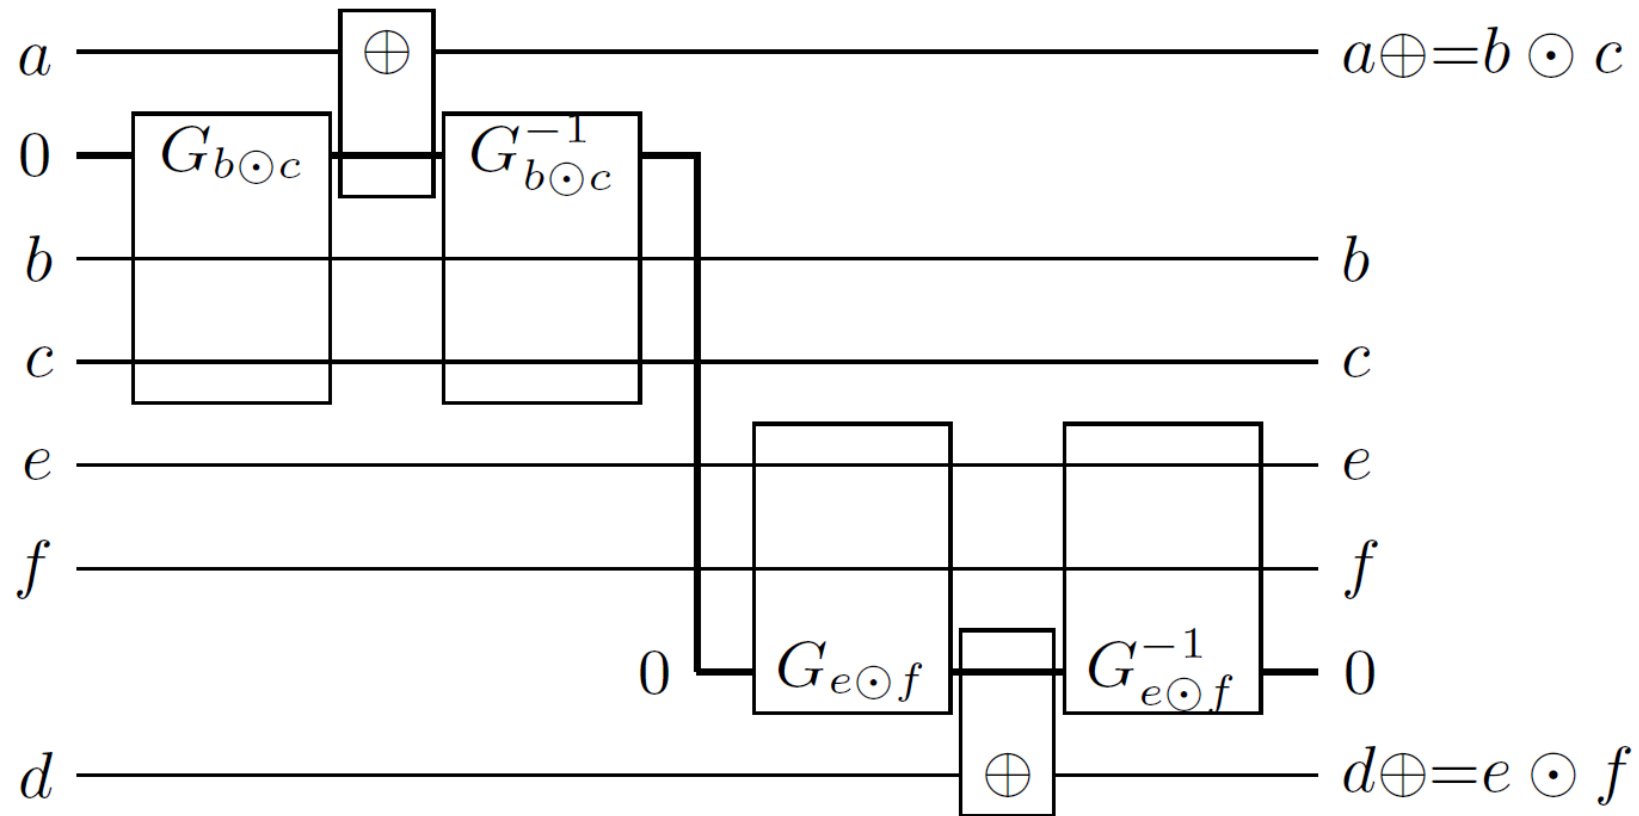 a ⊕ a⊕=b ⊙ c
0 G_{b⊙c} G^{-1}_{b⊙c}
b b
c c
e e
f f
0 G_{e⊙f} G^{-1}_{e⊙f} 0
d ⊕ d⊕=e ⊙ f